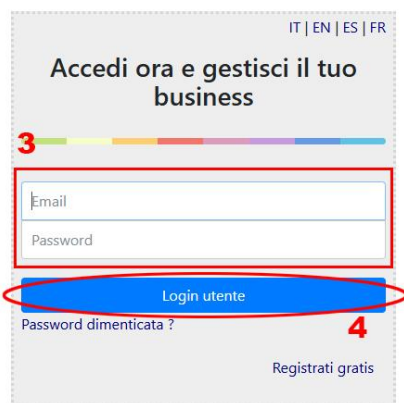 IT | EN | ES | FR
Accedi ora e gestisci il tuo
business
3
Email
Password
Login utente
Password dimenticata ?
4
Registrati gratis